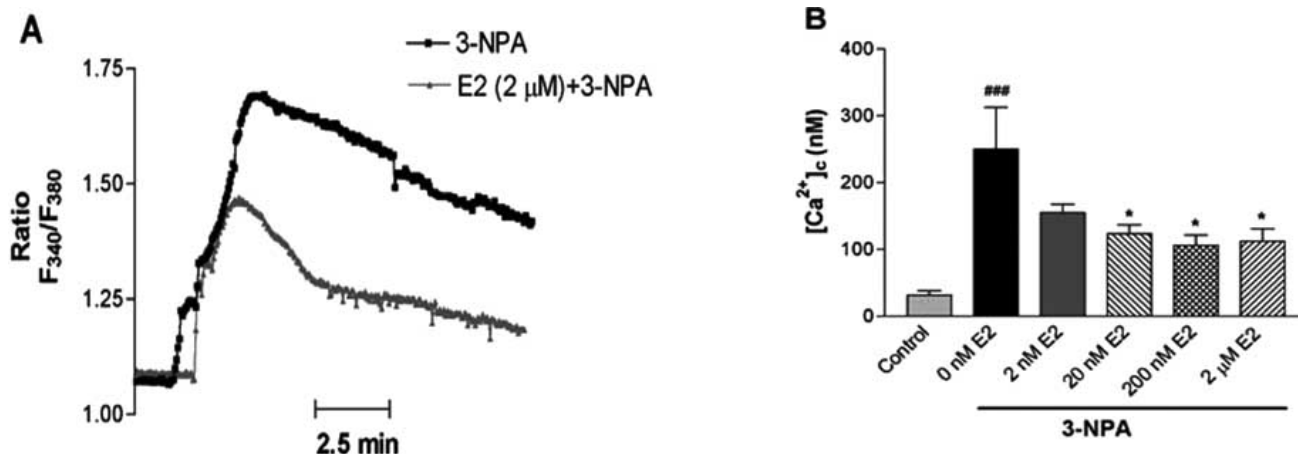 A
3-NPA
E2 (2 μM)+3-NPA
1.75
1.50
1.25
1.00
Ratio
F340/F380
2.5 min
B
400
300
200
100
0
[Ca2+]c (nM)
###
*
*
*
Control
0 nM E2
2 nM E2
20 nM E2
200 nM E2
2 μM E2
3-NPA